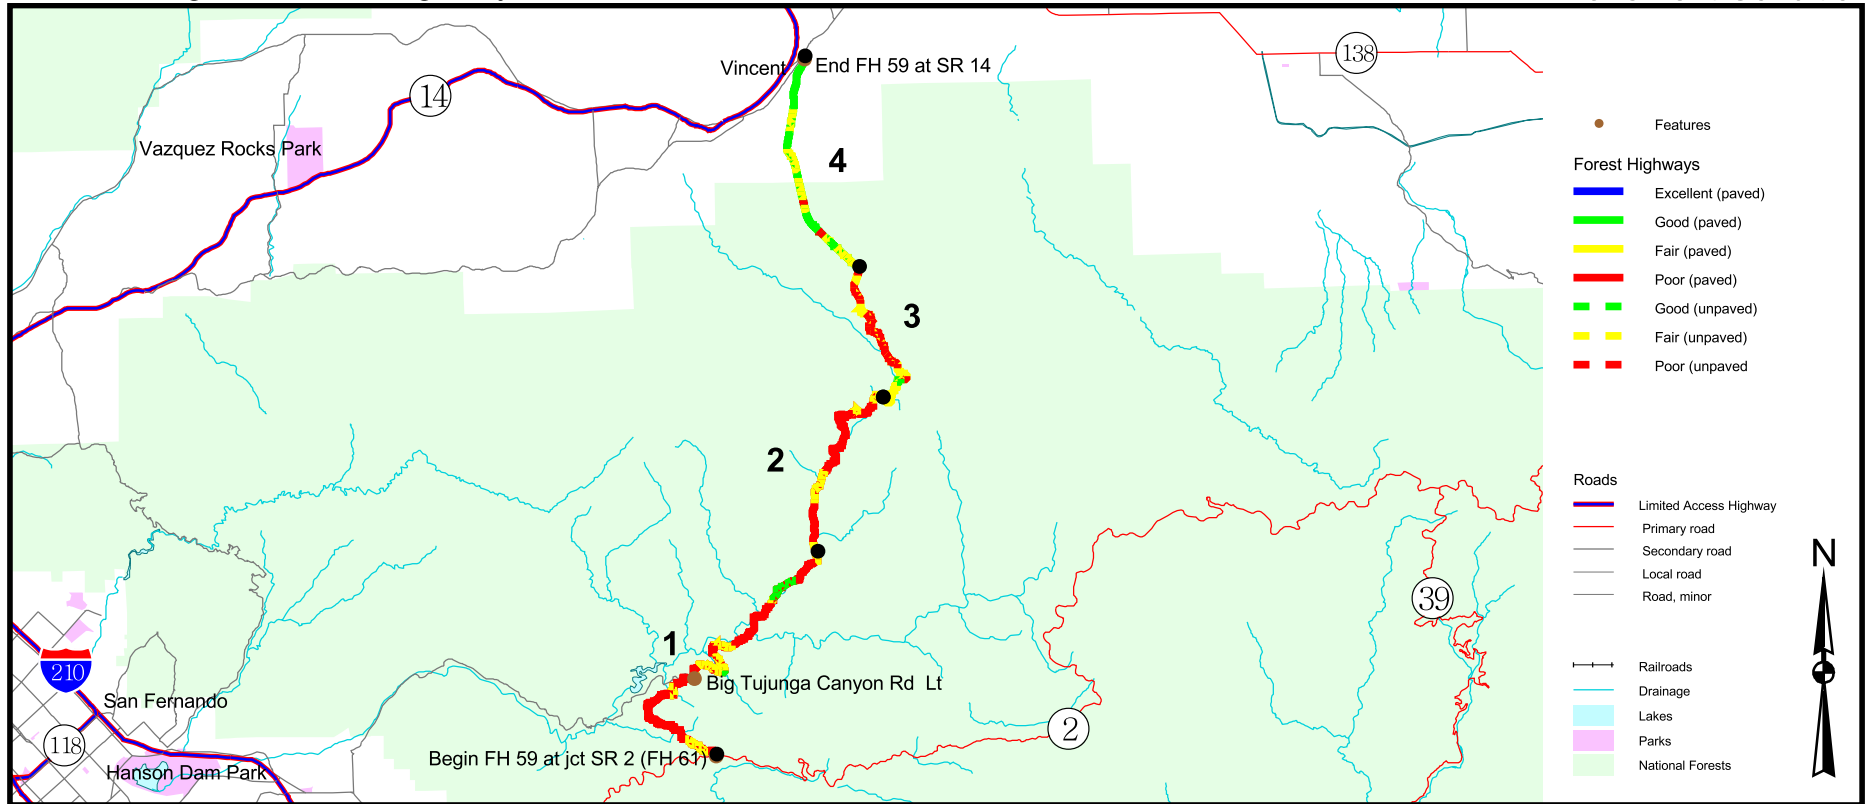 138
Vincent
End FH 59 at SR 14
14
Vazquez Rocks Park
4
3
2
1
39
210
San Fernando
Big Tujunga Canyon Rd Lt
118
2
Begin FH 59 at jct SR 2 (FH 61)
Hanson Dam Park
Features
Forest Highways
Excellent (paved)
Good (paved)
Fair (paved)
Poor (paved)
Good (unpaved)
Fair (unpaved)
Poor (unpaved
Roads
Limited Access Highway
Primary road
Secondary road
Local road
Road, minor
N
Railroads
Drainage
Lakes
Parks
National Forests